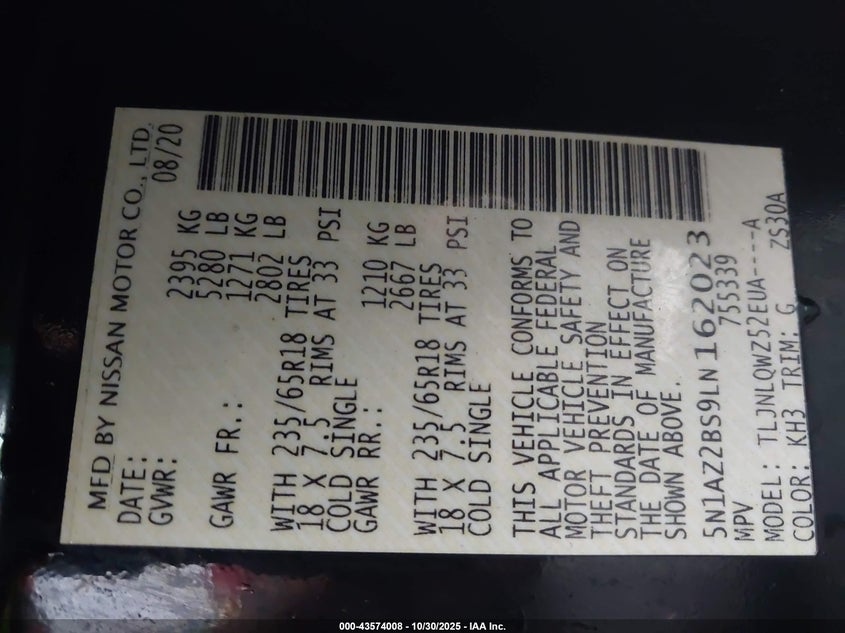 MFD BY NISSAN MOTOR CO., LTD.
DATE: 08/20
GVWR: 2395 KG
5280 LB
GAWR FR.: 1271 KG
2802 LB
WITH 235/65R18 TIRES
18 X 7.5 RIMS AT 33 PSI
COLD SINGLE
GAWR RR.: 1210 KG
2667 LB
WITH 235/65R18 TIRES
18 X 7.5 RIMS AT 33 PSI
COLD SINGLE
THIS VEHICLE CONFORMS TO
ALL APPLICABLE FEDERAL
MOTOR VEHICLE SAFETY AND
THEFT PREVENTION
STANDARDS IN EFFECT ON
THE DATE OF MANUFACTURE
SHOWN ABOVE.
5N1AZ2BS9LN162023
MPV 755339
MODEL: TLJNLQWZS2EUA----A
COLOR: KH3 TRIM: G ZS30A
000-43574008 - 10/30/2025 - IAA Inc.